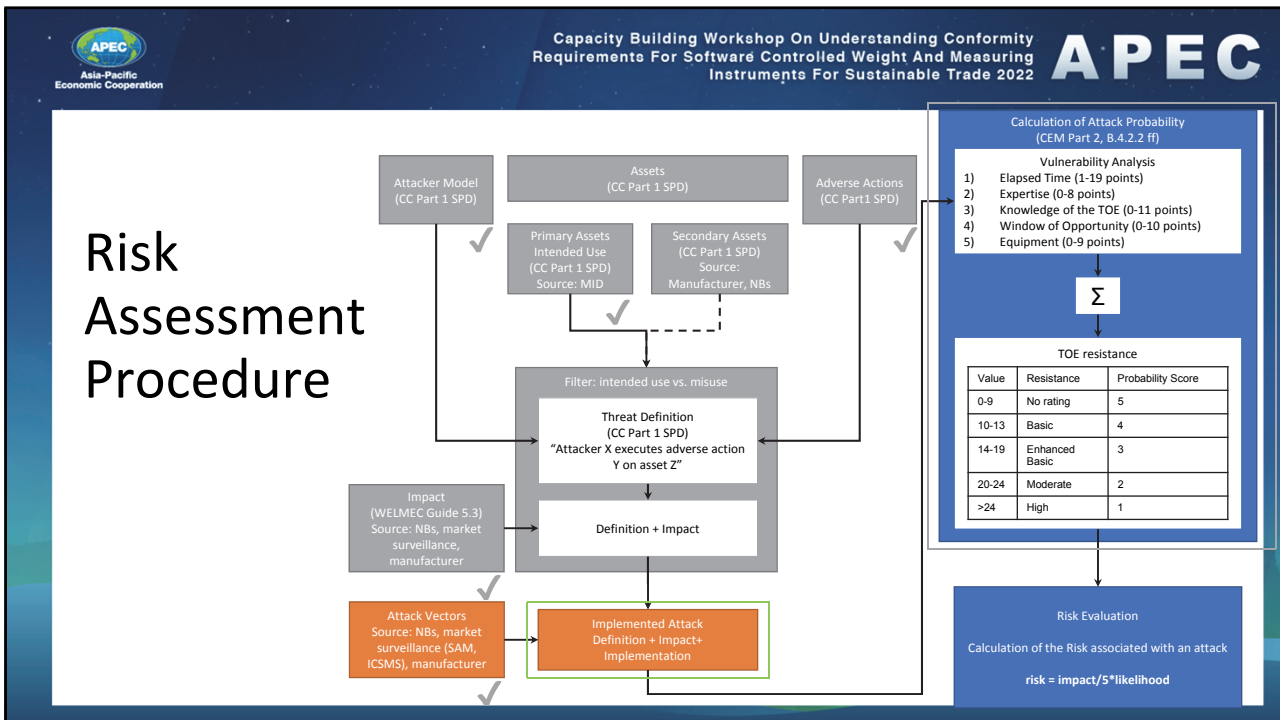 APEC
Asia-Pacific
Economic Cooperation
Capacity Building Workshop On Understanding Conformity
Requirements For Software Controlled Weight And Measuring
Instruments For Sustainable Trade 2022
APEC
Risk
Assessment
Procedure
Attacker Model
(CC Part 1 SPD)
Assets
(CC Part 1 SPD)
Adverse Actions
(CC Part1 SPD)
Primary Assets
Intended Use
(CC Part 1 SPD)
Source: MID
Secondary Assets
(CC Part 1 SPD)
Source:
Manufacturer, NBs
Filter: intended use vs. misuse
Threat Definition
(CC Part 1 SPD)
“Attacker X executes adverse action
Y on asset Z”
Impact
(WELMEC Guide 5.3)
Source: NBs, market
surveillance,
manufacturer
Definition + Impact
Attack Vectors
Source: NBs, market
surveillance (SAM,
ICSMS), manufacturer
Implemented Attack
Definition + Impact+
Implementation
Calculation of Attack Probability
(CEM Part 2, B.4.2.2 ff)
Vulnerability Analysis
1) Elapsed Time (1-19 points)
2) Expertise (0-8 points)
3) Knowledge of the TOE (0-11 points)
4) Window of Opportunity (0-10 points)
5) Equipment (0-9 points)
Σ
TOE resistance
Value Resistance Probability Score
0-9 No rating 5
10-13 Basic 4
14-19 Enhanced Basic 3
20-24 Moderate 2
>24 High 1
Risk Evaluation
Calculation of the Risk associated with an attack
risk = impact/5*likelihood